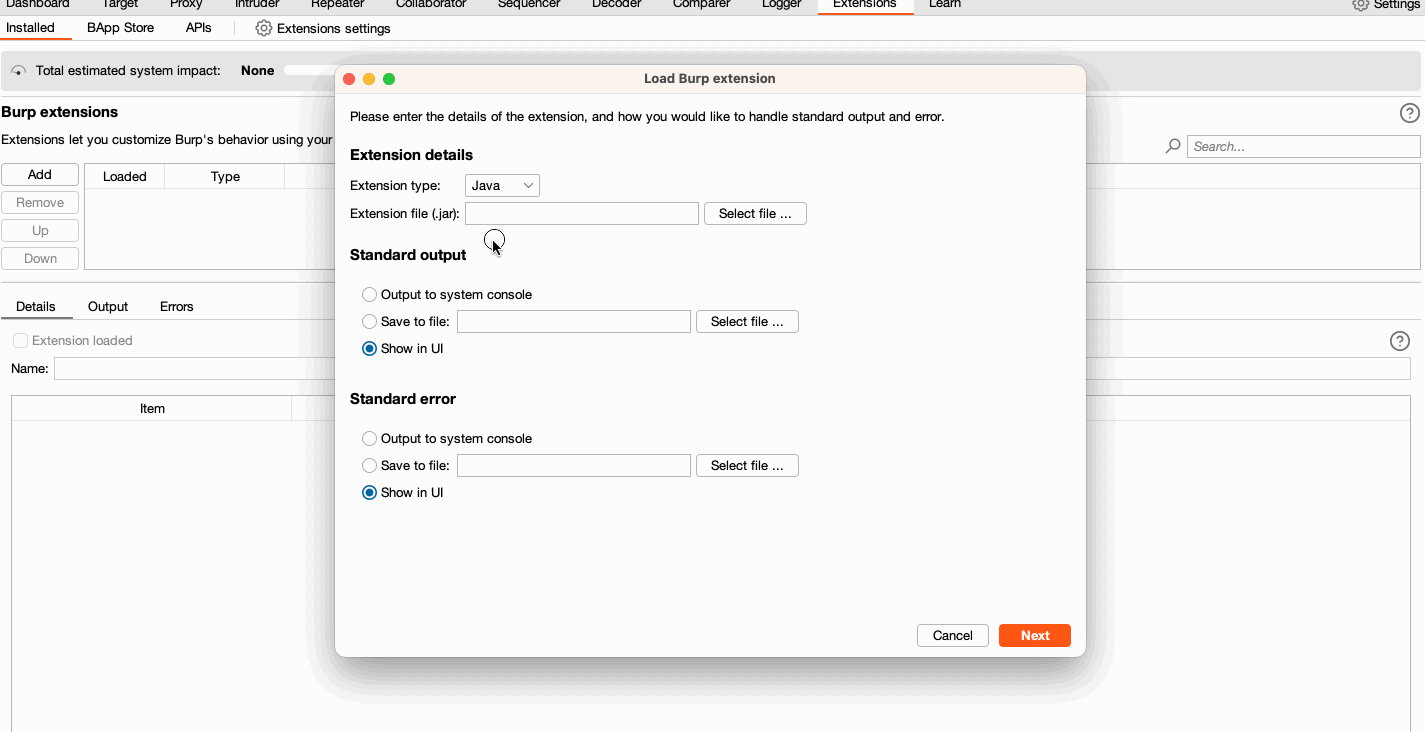 Dashboard Target Proxy Intruder Repeater Collaborator Sequencer Decoder Comparer Logger Extensions Learn Settings
Installed BApp Store APIs Extensions settings
Total estimated system impact: None
Load Burp extension
Please enter the details of the extension, and how you would like to handle standard output and error.
Burp extensions
Extensions let you customize Burp's behavior using your
Search...
Add
Remove
Up
Down
Loaded Type
Extension details
Extension type: Java
Extension file (.jar): Select file ...
Standard output
Output to system console
Save to file: Select file ...
Show in UI
Standard error
Output to system console
Save to file: Select file ...
Show in UI
Cancel Next
Details Output Errors
Extension loaded
Name:
Item